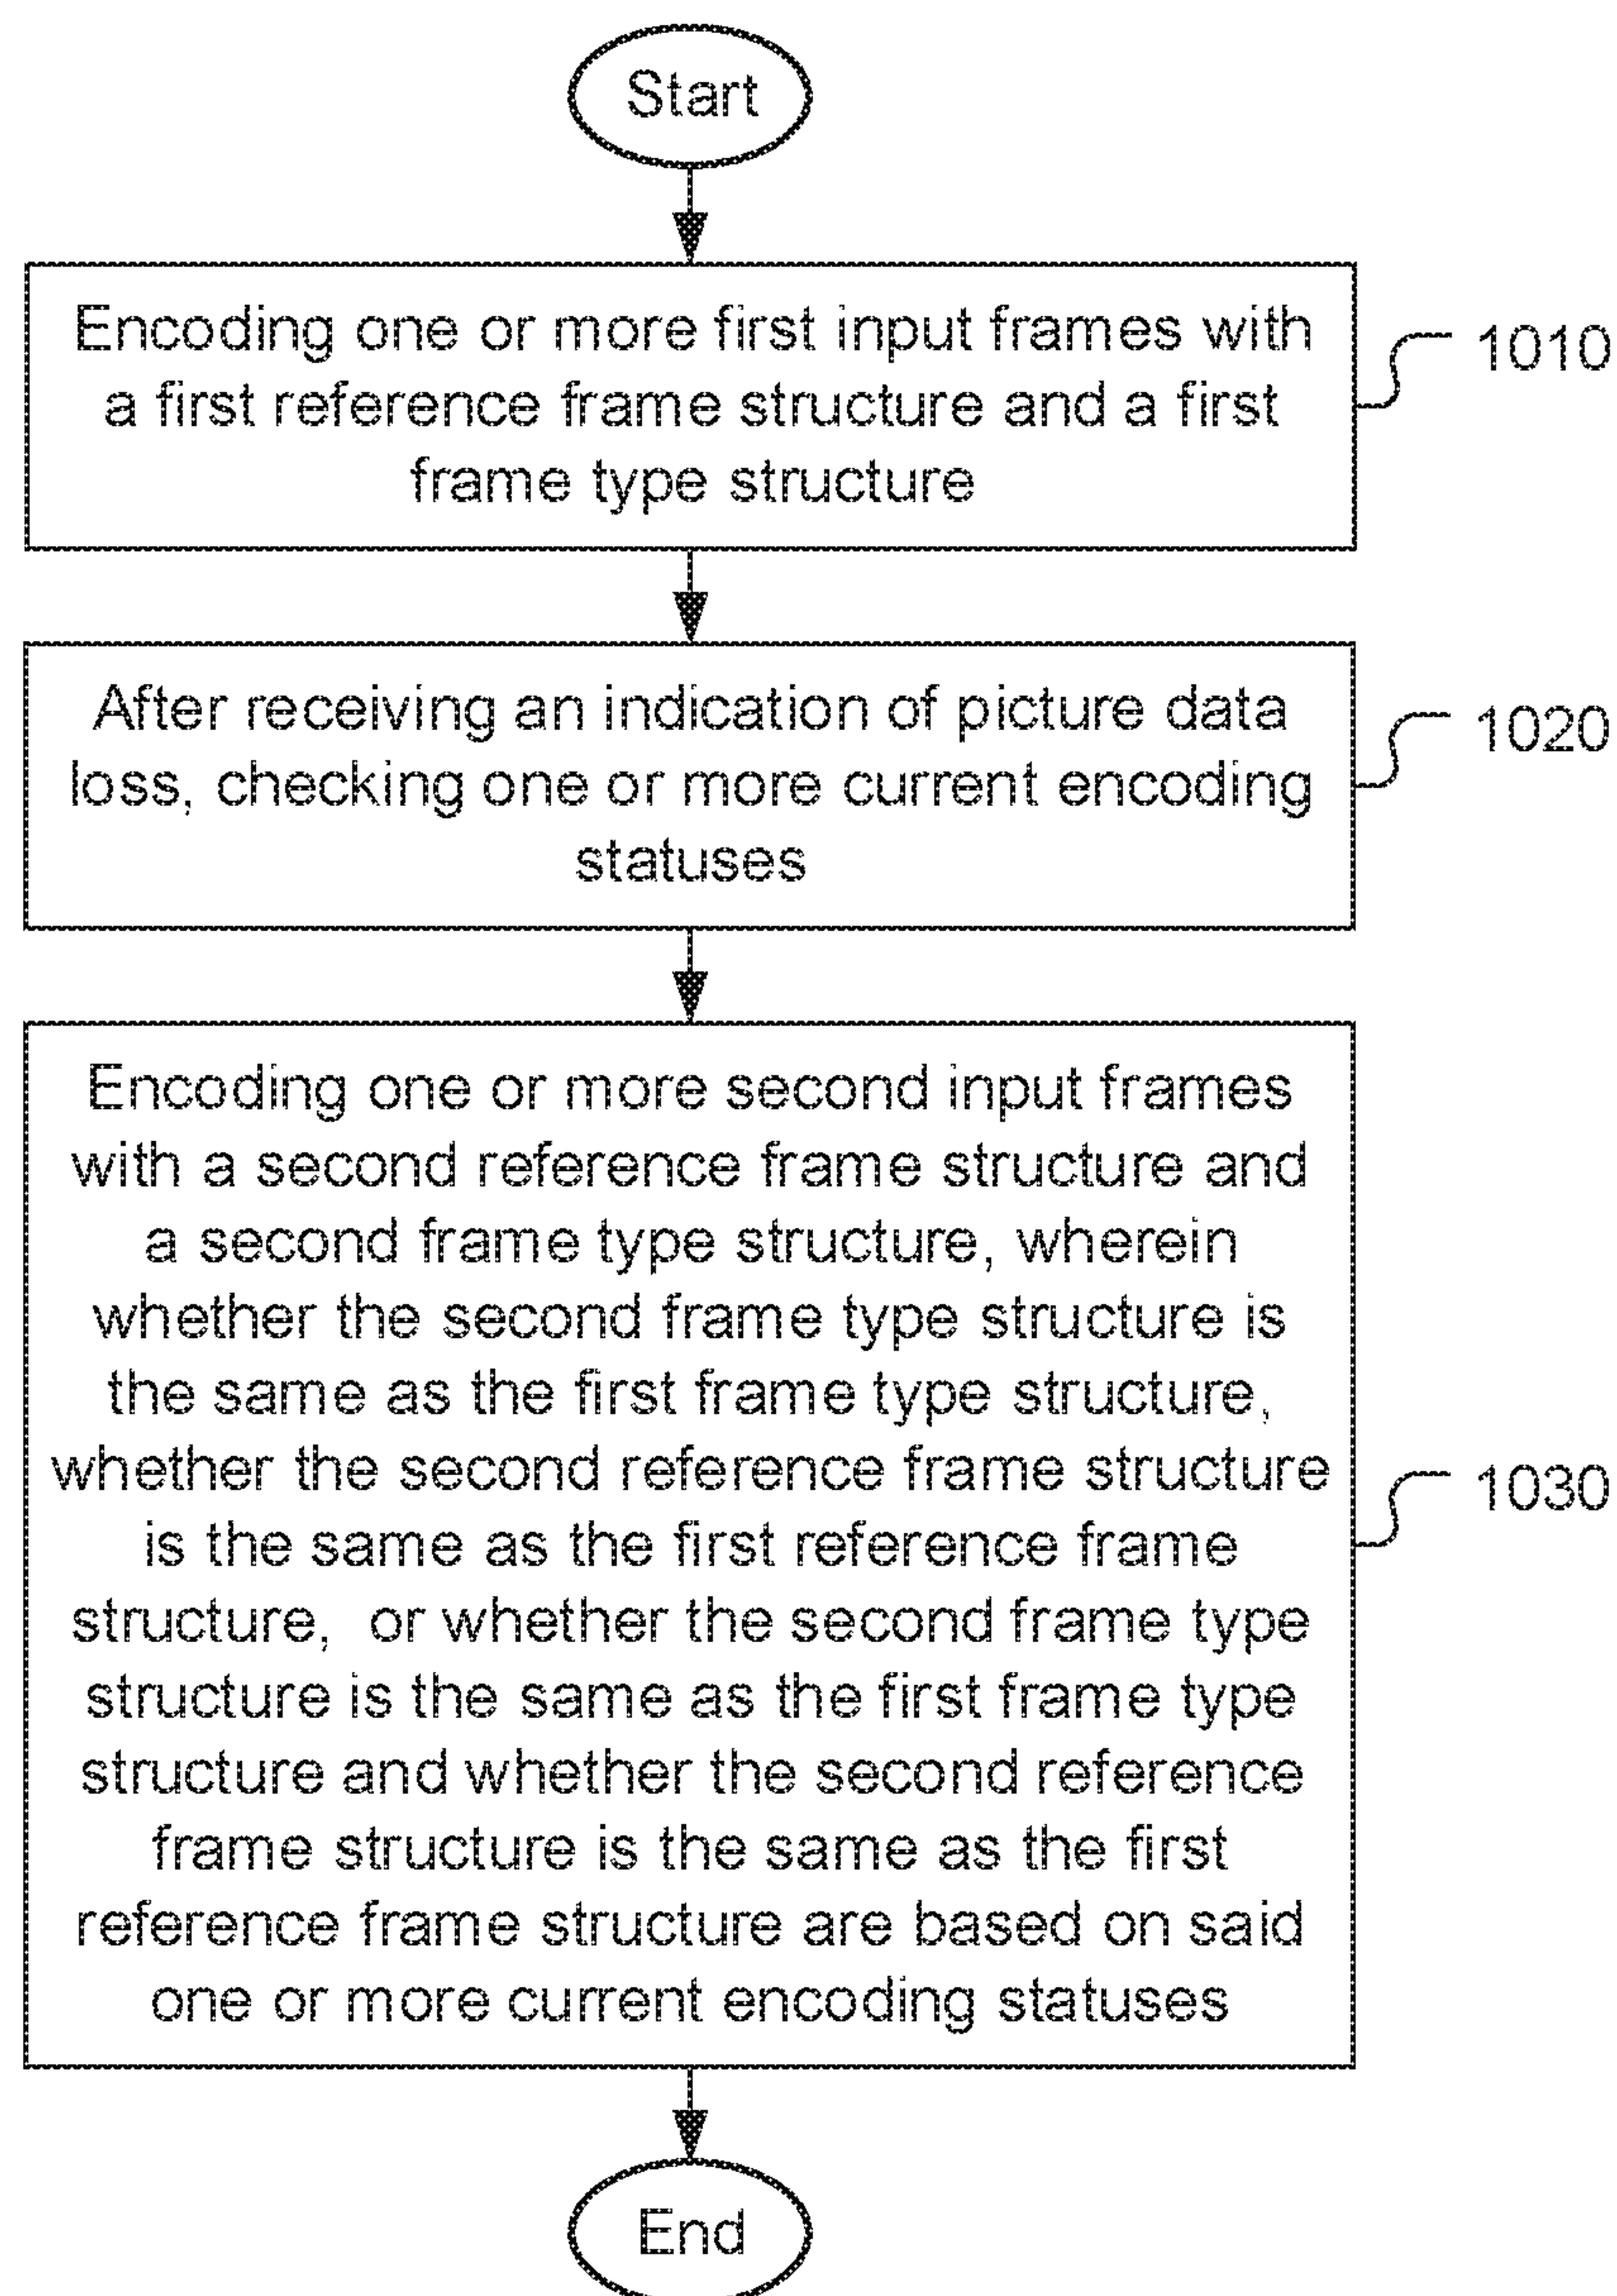 Start
Encoding one or more first input frames with
a first reference frame structure and a first
frame type structure
1010
After receiving an indication of picture data
loss, checking one or more current encoding
statuses
1020
Encoding one or more second input frames
with a second reference frame structure and
a second frame type structure, wherein
whether the second frame type structure is
the same as the first frame type structure,
whether the second reference frame structure
is the same as the first reference frame
structure, or whether the second frame type
structure is the same as the first frame type
structure and whether the second reference
frame structure is the same as the first
reference frame structure are based on said
one or more current encoding statuses
1030
End